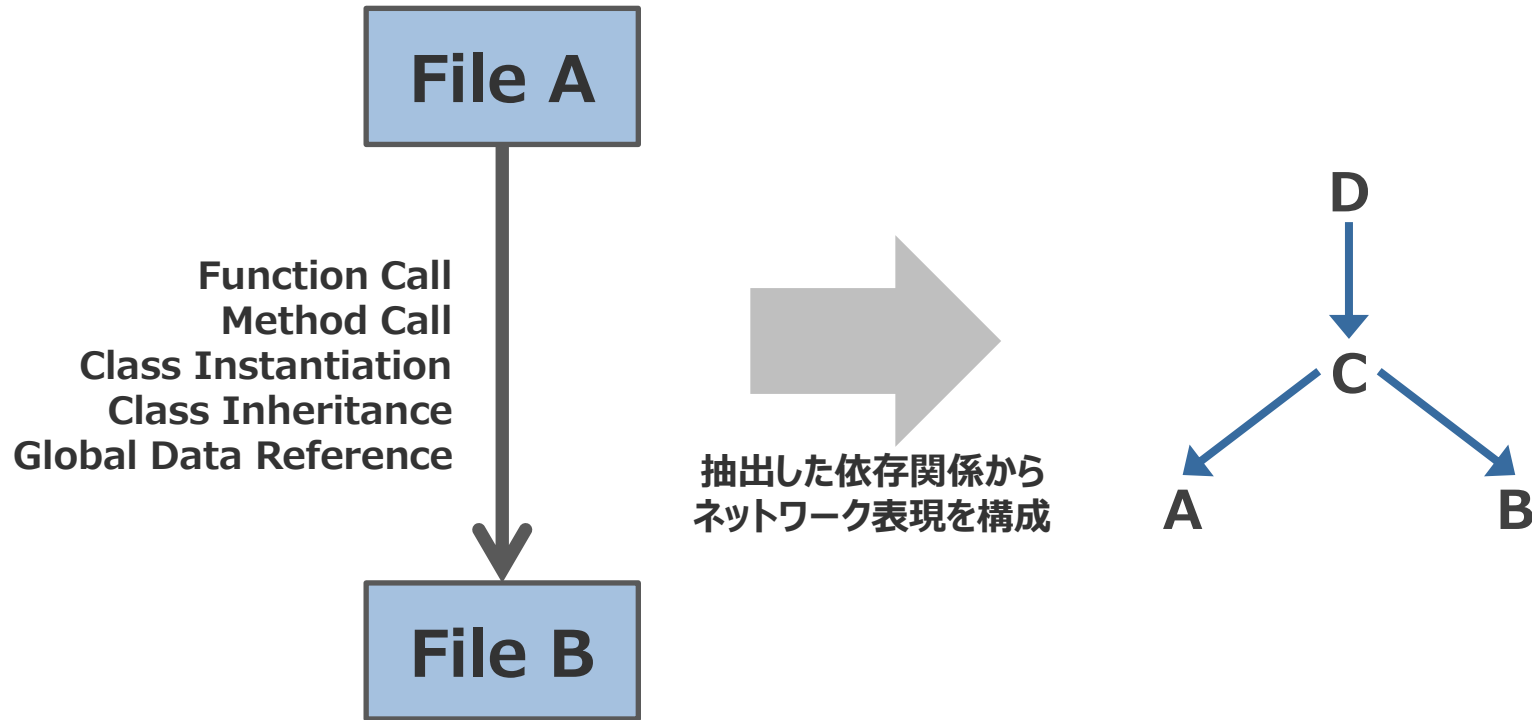 File A
Function Call
Method Call
Class Instantiation
Class Inheritance
Global Data Reference
File B
抽出した依存関係から
ネットワーク表現を構成
D
C
A
B